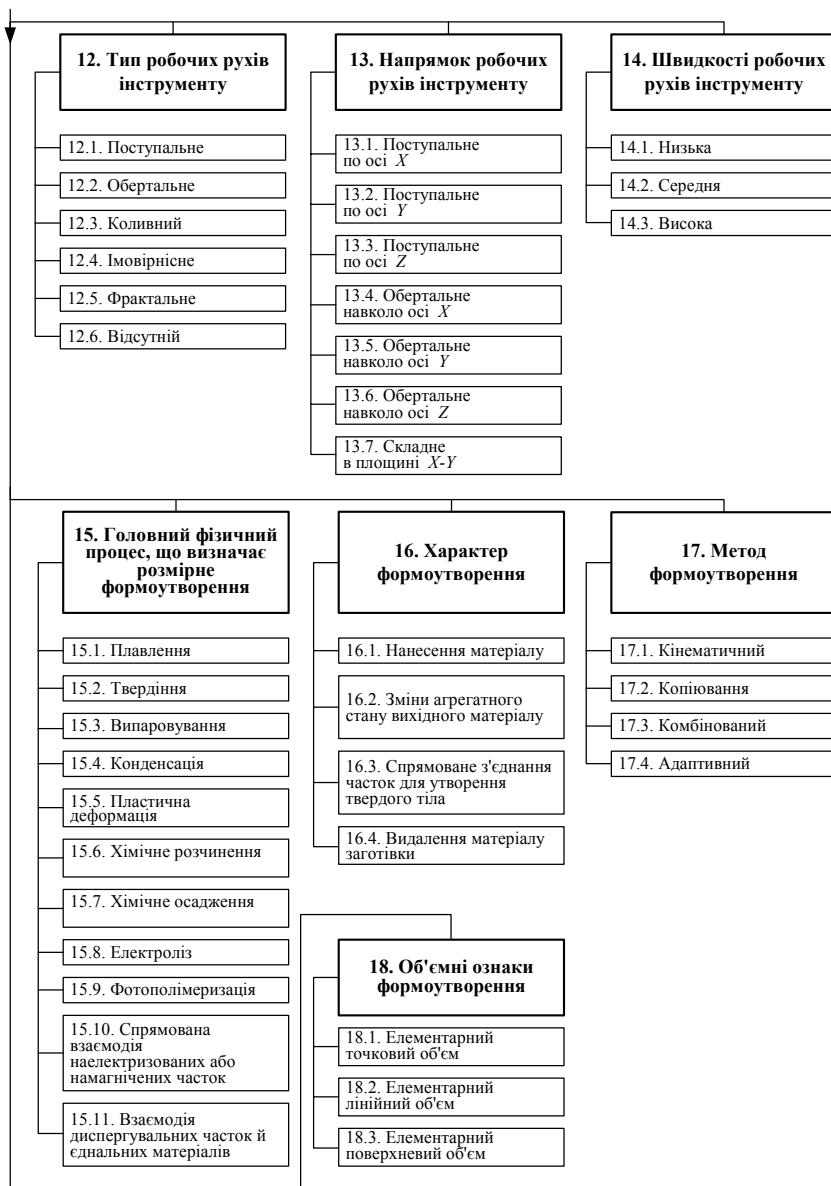 12. Тип робочих рухів
інструменту
12.1. Поступальне
12.2. Обертальне
12.3. Коливний
12.4. Імовірнісне
12.5. Фрактальне
12.6. Відсутній
13. Напрямок робочих
рухів інструменту
13.1. Поступальне
по осі X
13.2. Поступальне
по осі Y
13.3. Поступальне
по осі Z
13.4. Обертальне
навколо осі X
13.5. Обертальне
навколо осі Y
13.6. Обертальне
навколо осі Z
13.7. Складне
в площині X-Y
14. Швидкості робочих
рухів інструменту
14.1. Низька
14.2. Середня
14.3. Висока
15. Головний фізичний
процес, що визначає
розмірне
формоутворення
15.1. Плавлення
15.2. Твердіння
15.3. Випаровування
15.4. Конденсація
15.5. Пластична
деформація
15.6. Хімічне розчинення
15.7. Хімічне осадження
15.8. Електроліз
15.9. Фотополімеризація
15.10. Спрямована
взаємодія
наелектризованих або
намагнічених часток
15.11. Взаємодія
диспергувальних часток й
єднальних матеріалів
16. Характер
формоутворення
16.1. Нанесення матеріалу
16.2. Зміни агрегатного
стану вихідного матеріалу
16.3. Спрямоване з'єднання
часток для утворення
твердого тіла
16.4. Видалення матеріалу
заготівки
17. Метод
формоутворення
17.1. Кінематичний
17.2. Копіювання
17.3. Комбінований
17.4. Адаптивний
18. Об'ємні ознаки
формоутворення
18.1. Елементарний
точковий об'єм
18.2. Елементарний
лінійний об'єм
18.3. Елементарний
поверхневий об'єм